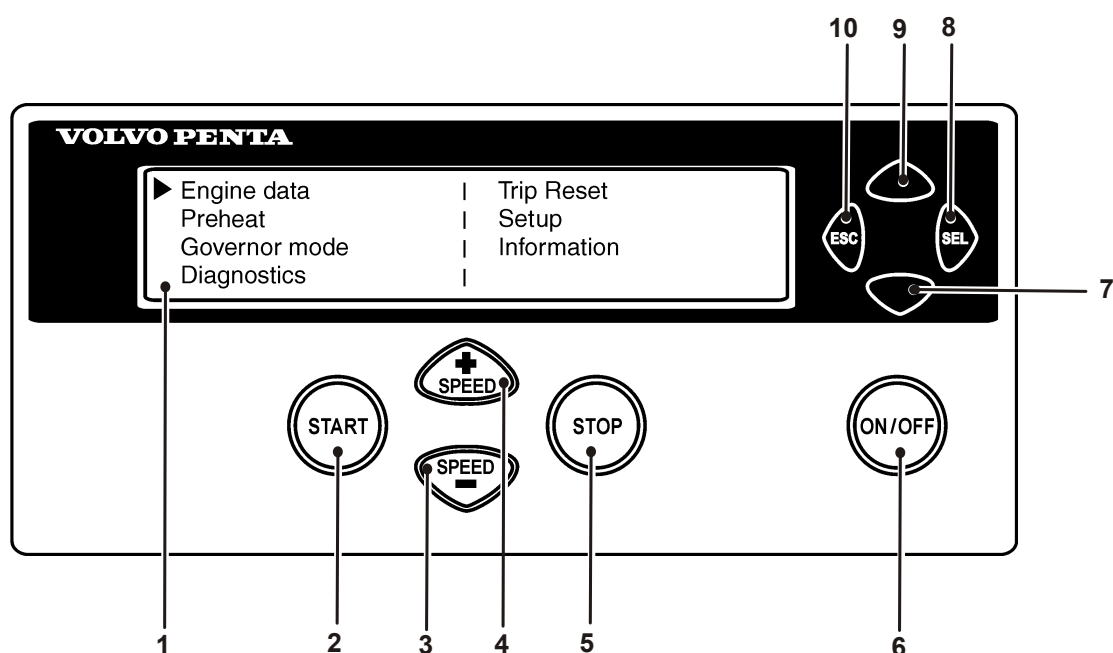 10 9 8
VOLVO PENTA
Engine data | Trip Reset
Preheat | Setup
Governor mode | Information
Diagnostics |
ESC
SEL
7
+
SPEED
START
STOP
ON/OFF
SPEED
-
1 2 3 4 5 6